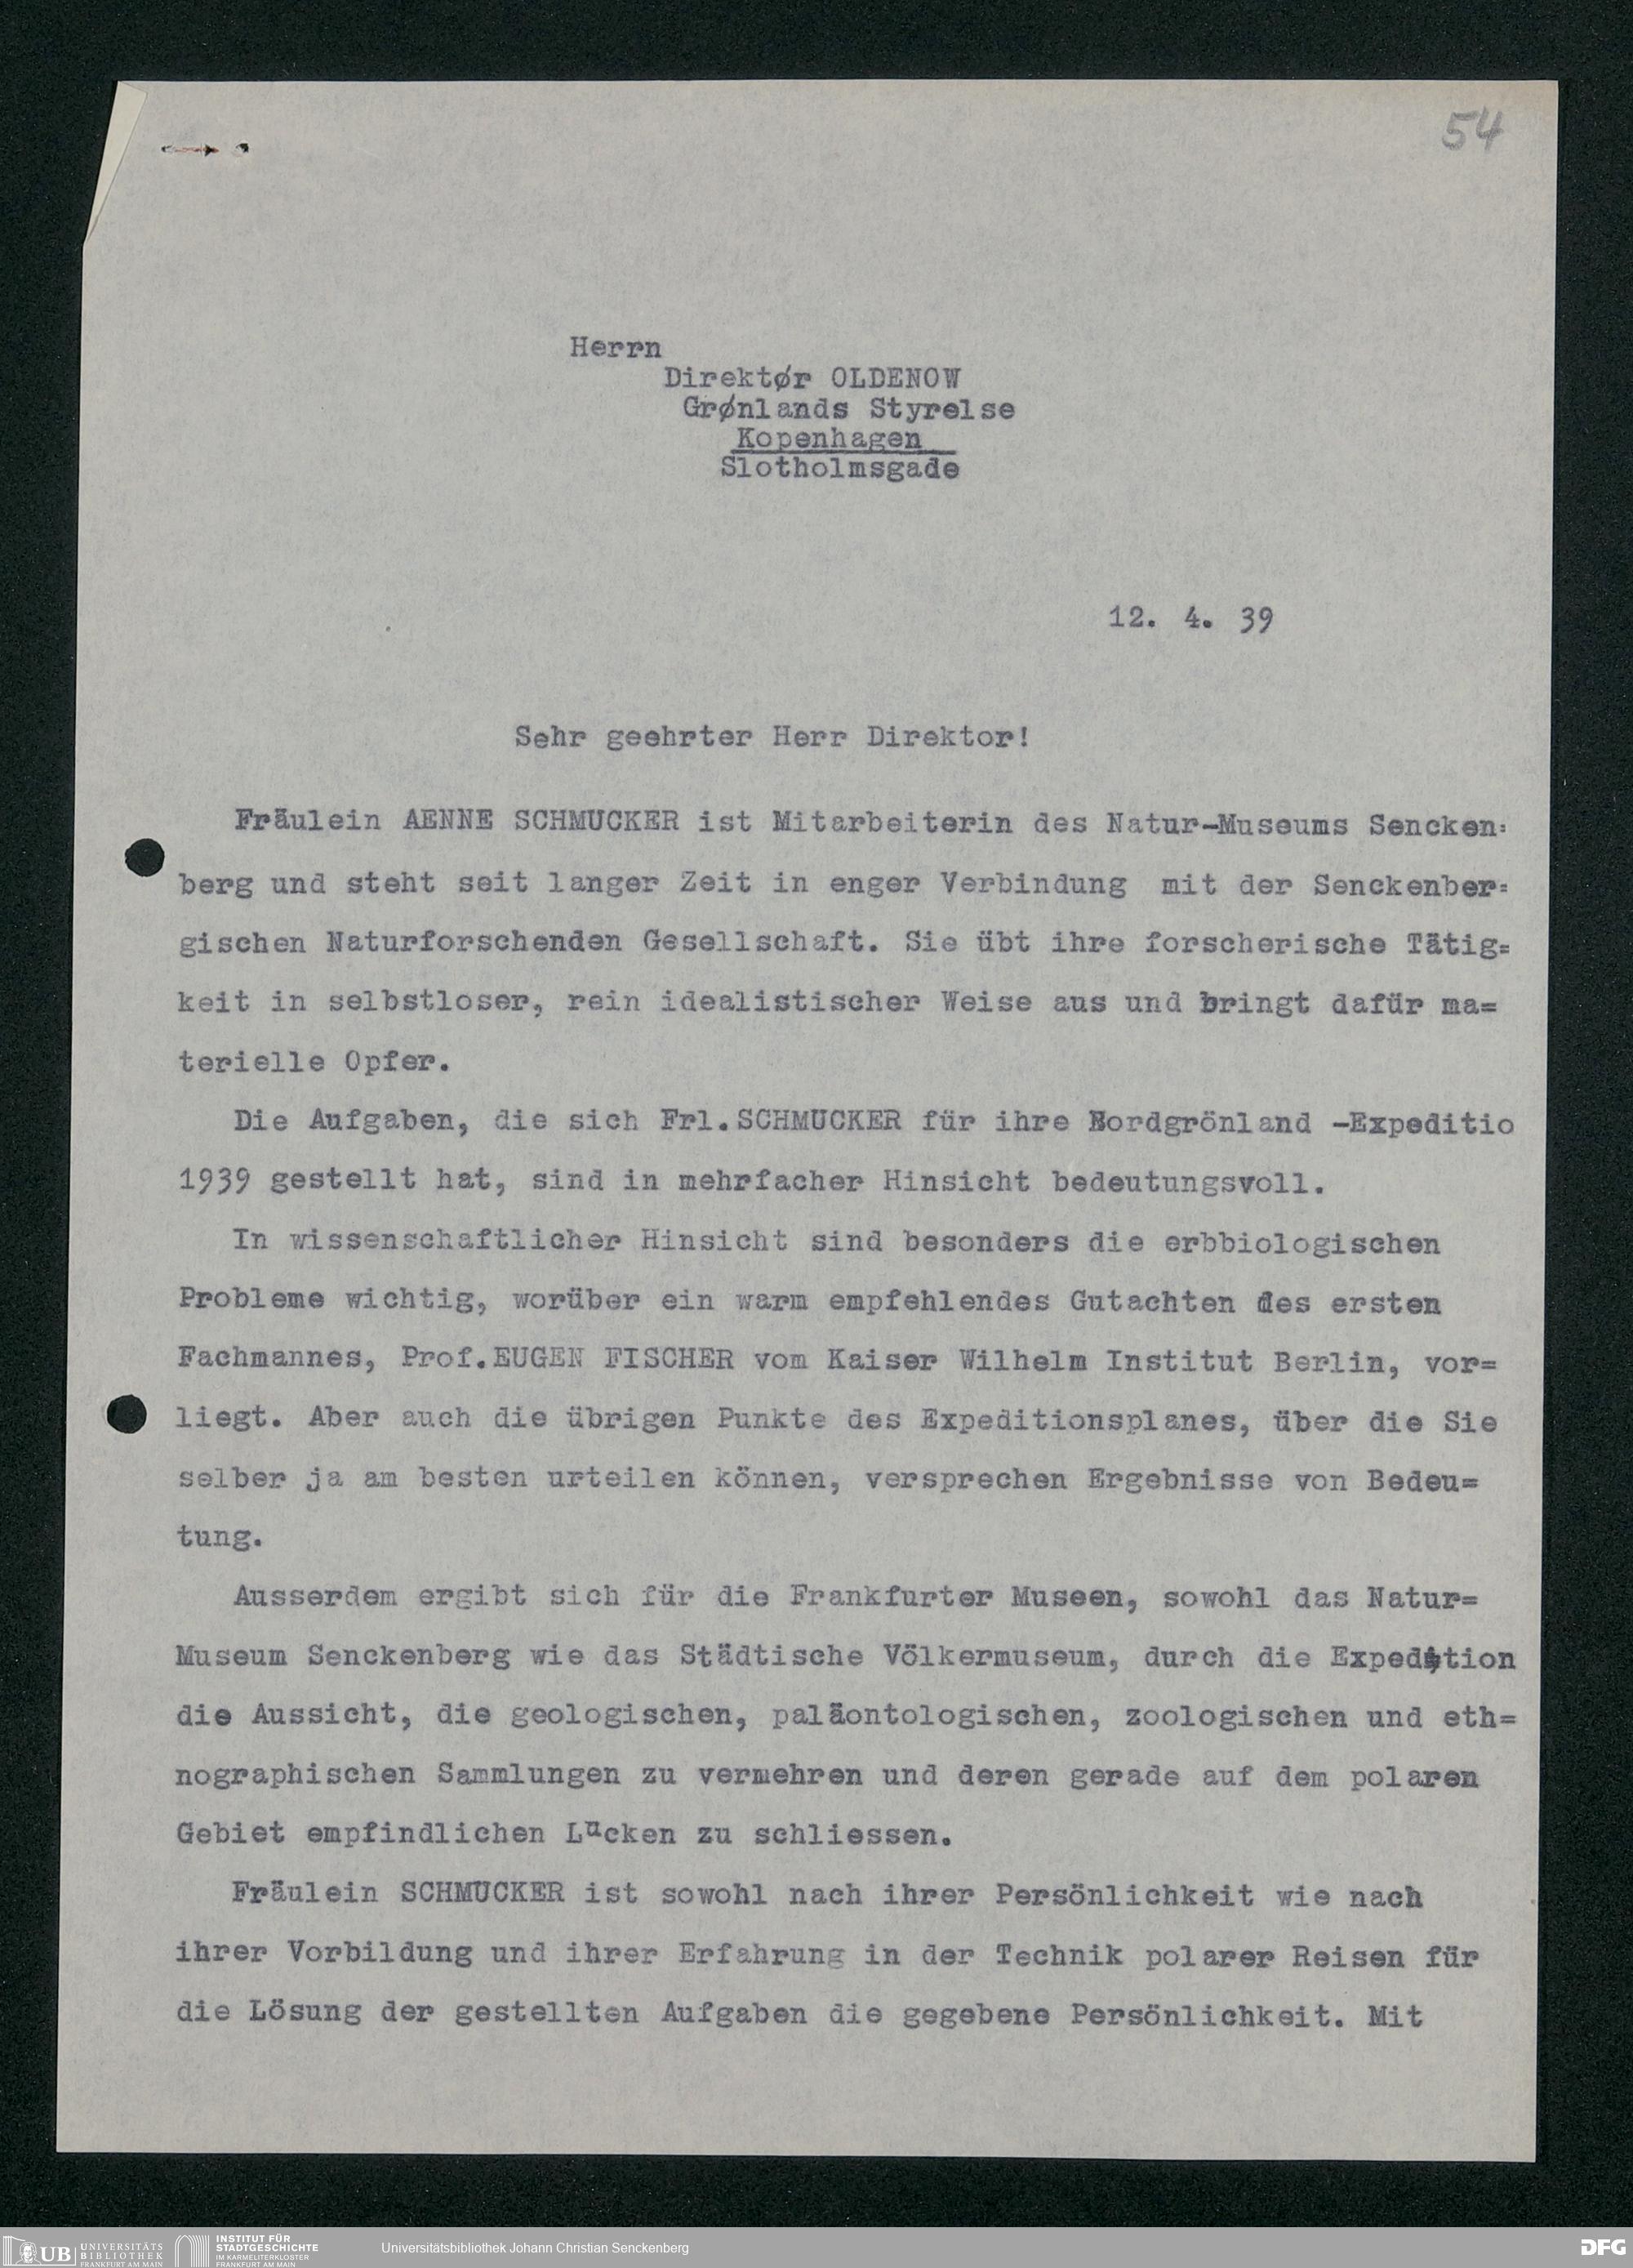 54
Herrn
Direktør OLDENOW
Grønlands Styrelse
Kopenhagen
Slotholmsgade
12. 4. 39
Sehr geehrter Herr Direktor!
Fräulein AENNE SCHMUCKER ist Mitarbeiterin des Natur-Museums Sencken=
berg und steht seit langer Zeit in enger Verbindung mit der Senckenber=
gischen Naturforschenden Gesellschaft. Sie übt ihre forscherische Tätig=
keit in selbstloser, rein idealistischer Weise aus und bringt dafür ma=
terielle Opfer.
Die Aufgaben, die sich Frl.SCHMUCKER für ihre Nordgrönland -Expeditio
1939 gestellt hat, sind in mehrfacher Hinsicht bedeutungsvoll.
In wissenschaftlicher Hinsicht sind besonders die erbbiologischen
Probleme wichtig, worüber ein warm empfehlendes Gutachten des ersten
Fachmannes, Prof.EUGEN FISCHER vom Kaiser Wilhelm Institut Berlin, vor=
liegt. Aber auch die übrigen Punkte des Expeditionsplanes, über die Sie
selber ja am besten urteilen können, versprechen Ergebnisse von Bedeu=
tung.
Ausserdem ergibt sich für die Frankfurter Museen, sowohl das Natur=
Museum Senckenberg wie das Städtische Völkermuseum, durch die Expedition
die Aussicht, die geologischen, paläontologischen, zoologischen und eth=
nographischen Sammlungen zu vermehren und deren gerade auf dem polaren
Gebiet empfindlichen Lucken zu schliessen.
Fräulein SCHMUCKER ist sowohl nach ihrer Persönlichkeit wie nach
ihrer Vorbildung und ihrer Erfahrung in der Technik polarer Reisen für
die Lösung der gestellten Aufgaben die gegebene Persönlichkeit. Mit
UB UNIVERSITÄTS
BIBLIOTHEK
FRANKFURT AM MAIN
INSTITUT FÜR
STADTGESCHICHTE
IM KARMELITERKLOSTER
FRANKFURT AM MAIN
Universitätsbibliothek Johann Christian Senckenberg
DFG